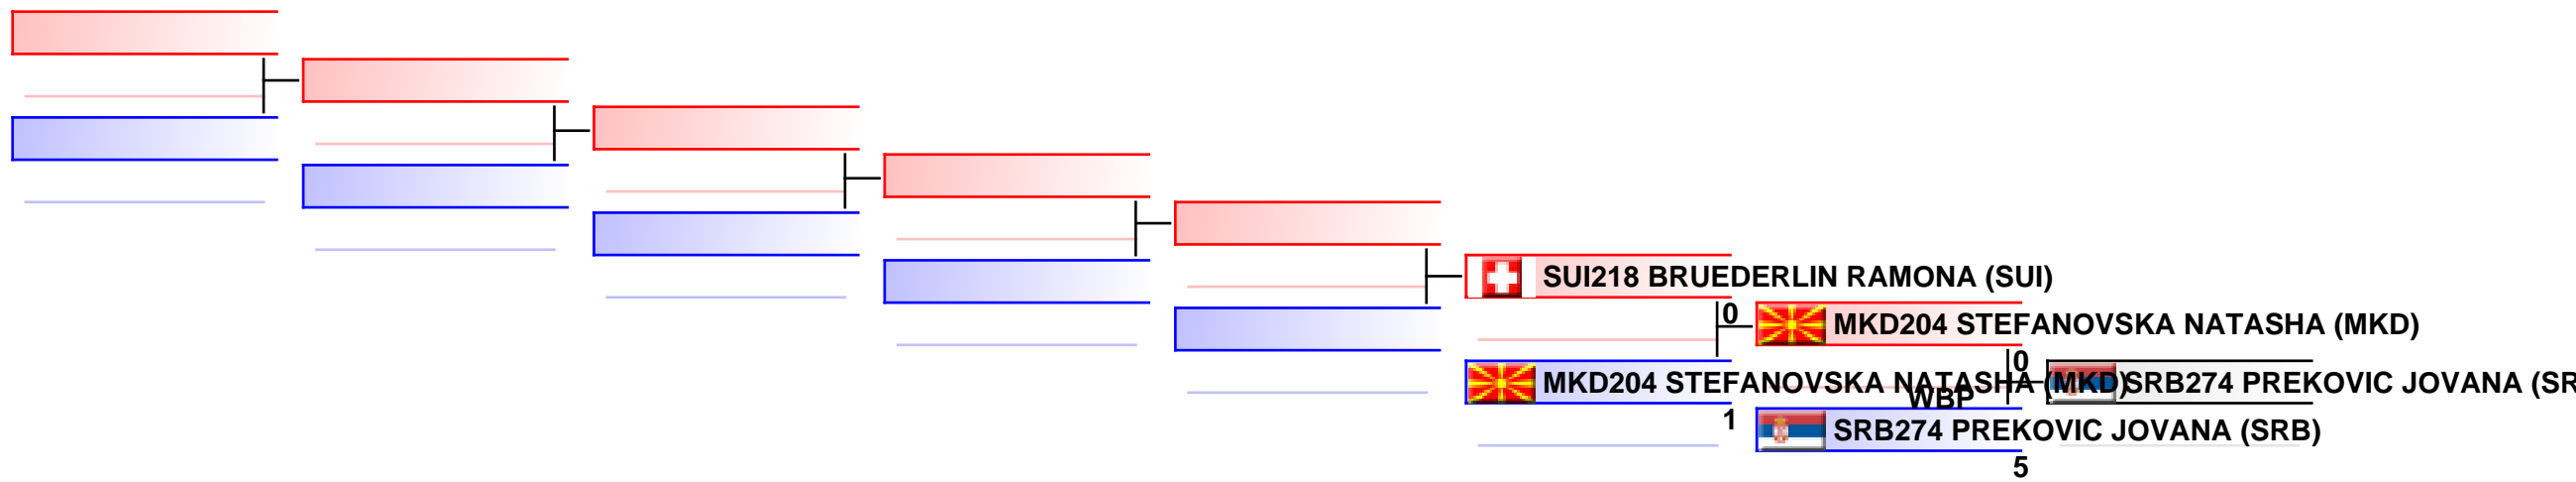 SUI218 BRUEDERLIN RAMONA (SUI)
0
MKD204 STEFANOVSKA NATASHA (MKD)
0
MKD204 STEFANOVSKA NATASHA (MKD)
SRB274 PREKOVIC JOVANA (SR
WBP
1
SRB274 PREKOVIC JOVANA (SRB)
5